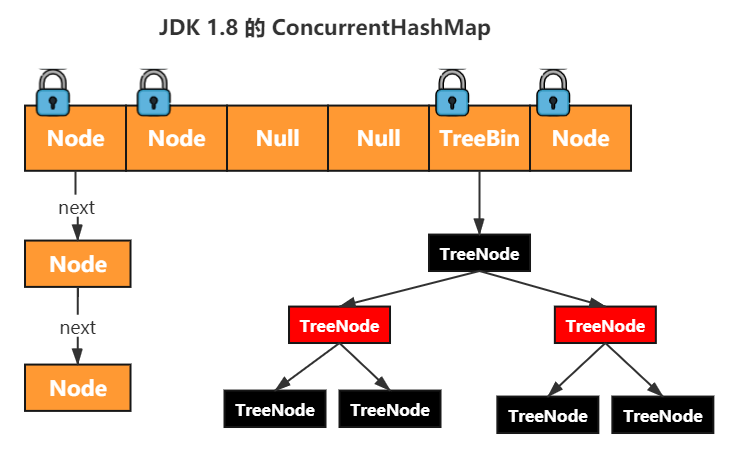 JDK 1.8 的 ConcurrentHashMap
Node Node Null Null TreeBin Node
next
Node
next
Node
TreeNode
TreeNode TreeNode
TreeNode TreeNode TreeNode TreeNode